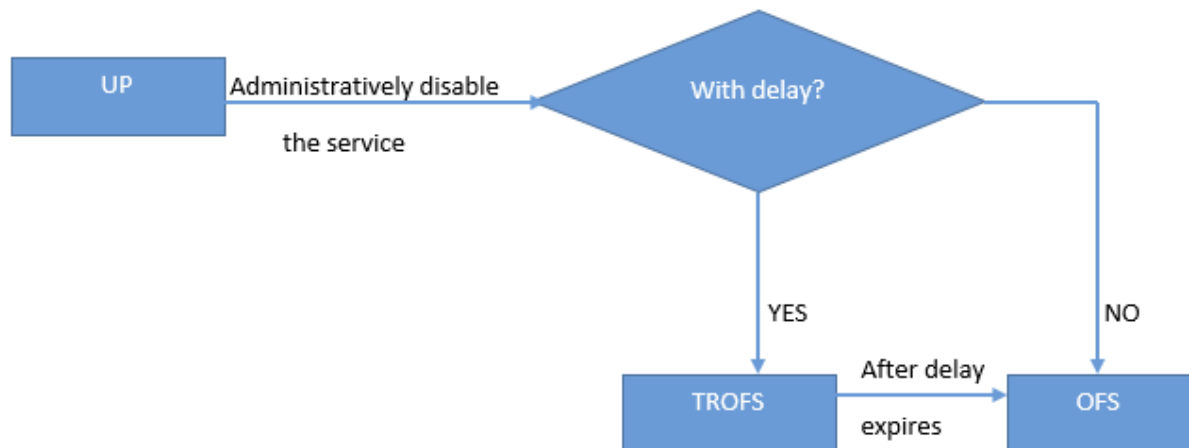 UP
Administratively disable
the service
With delay?
YES
NO
TROFS
After delay
expires
OFS